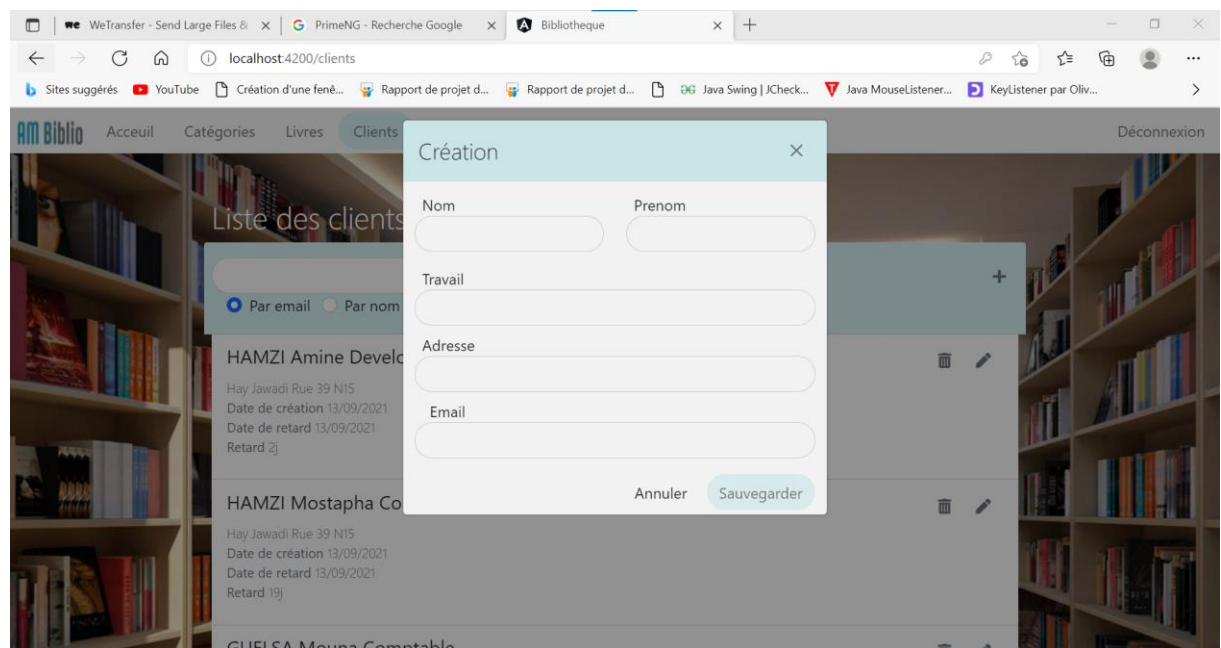 WeTransfer - Send Large Files &
PrimeNG - Recherche Google
Bibliotheque
localhost:4200/clients
Sites suggérés
YouTube
Création d'une fenê...
Rapport de projet d...
Rapport de projet d...
Java Swing | JCheck...
Java MouseListener...
KeyListener par Oliv...
AM Biblio
Acceuil
Catégories
Livres
Clients
Déconnexion
Création
Liste des clients
Nom
Prenom
Travail
Par email
Par nom
Adresse
HAMZI Amine Develo
Hay Jawadi Rue 39 N15
Date de création 13/09/2021
Date de retard 13/09/2021
Retard 2j
Email
Annuler
Sauvegarder
HAMZI Mostapha Co
Hay Jawadi Rue 39 N15
Date de création 13/09/2021
Date de retard 13/09/2021
Retard 19j
Mouna Comptable